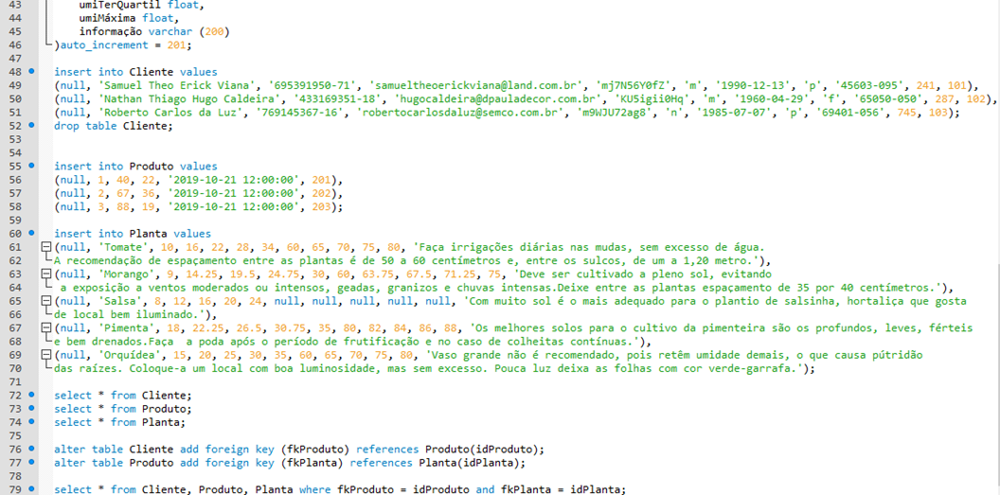 43 umiTerQuartil float,
44 umiMáxima float,
45 informação varchar (200)
46 )auto_increment = 201;
47
48 insert into Cliente values
49 (null, 'Samuel Theo Erick Viana', '695391950-71', 'samueltheoerickviana@land.com.br', 'mj7N56Y0fZ', 'm', '1990-12-13', 'p', '45603-095', 241, 101),
50 (null, 'Nathan Thiago Hugo Caldeira', '433169351-18', 'hugocaldeira@dpauladecor.com.br', 'KU5igii0Hq', 'm', '1960-04-29', 'f', '65050-050', 287, 102),
51 (null, 'Roberto Carlos da Luz', '769145367-16', 'robertocarlosdaluz@semco.com.br', 'm9WJU72ag8', 'n', '1985-07-07', 'p', '69401-056', 745, 103);
52 drop table Cliente;
53
54
55 insert into Produto values
56 (null, 1, 40, 22, '2019-10-21 12:00:00', 201),
57 (null, 2, 67, 36, '2019-10-21 12:00:00', 202),
58 (null, 3, 88, 19, '2019-10-21 12:00:00', 203);
59
60 insert into Planta values
61 (null, 'Tomate', 10, 16, 22, 28, 34, 60, 65, 70, 75, 80, 'Faça irrigações diárias nas mudas, sem excesso de água.
62 A recomendação de espaçamento entre as plantas é de 50 a 60 centímetros e, entre os sulcos, de um a 1,20 metro.'),
63 (null, 'Morango', 9, 14.25, 19.5, 24.75, 30, 60, 63.75, 67.5, 71.25, 75, 'Deve ser cultivado a pleno sol, evitando
64 a exposição a ventos moderados ou intensos, geadas, granizos e chuvas intensas.Deixe entre as plantas espaçamento de 35 por 40 centímetros.'),
65 (null, 'Salsa', 8, 12, 16, 20, 24, null, null, null, null, null, 'Com muito sol é o mais adequado para o plantio de salsinha, hortaliça que gosta
66 de local bem iluminado.'),
67 (null, 'Pimenta', 18, 22.25, 26.5, 30.75, 35, 80, 82, 84, 86, 88, 'Os melhores solos para o cultivo da pimenteira são os profundos, leves, férteis
68 e bem drenados.Faça  a poda após o período de frutificação e no caso de colheitas contínuas.'),
69 (null, 'Orquídea', 15, 20, 25, 30, 35, 60, 65, 70, 75, 80, 'Vaso grande não é recomendado, pois retêm umidade demais, o que causa pútridão
70 das raízes. Coloque-a um local com boa luminosidade, mas sem excesso. Pouca luz deixa as folhas com cor verde-garrafa.');
71
72 select * from Cliente;
73 select * from Produto;
74 select * from Planta;
75
76 alter table Cliente add foreign key (fkProduto) references Produto(idProduto);
77 alter table Produto add foreign key (fkPlanta) references Planta(idPlanta);
78
79 select * from Cliente, Produto, Planta where fkProduto = idProduto and fkPlanta = idPlanta;